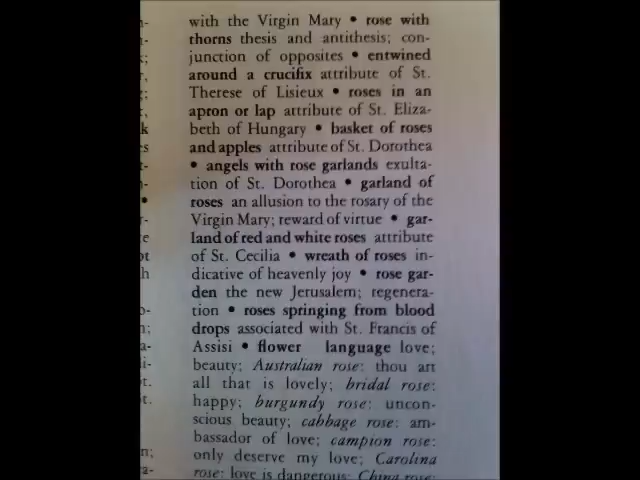 with the Virgin Mary • rose with
thorns thesis and antithesis; con-
junction of opposites • entwined
around a crucifix attribute of St.
Therese of Lisieux • roses in an
apron or lap attribute of St. Eliza-
beth of Hungary • basket of roses
and apples attribute of St. Dorothea
• angels with rose garlands exulta-
tion of St. Dorothea • garland of
roses an allusion to the rosary of the
Virgin Mary; reward of virtue • gar-
land of red and white roses attribute
of St. Cecilia • wreath of roses in-
dicative of heavenly joy • rose gar-
den the new Jerusalem; regenera-
tion • roses springing from blood
drops associated with St. Francis of
Assisi • flower language love;
beauty; Australian rose: thou art
all that is lovely; bridal rose:
happy; burgundy rose: uncon-
scious beauty; cabbage rose: am-
bassador of love; campion rose:
only deserve my love; Carolina
rose: love is dangerous; China rose: